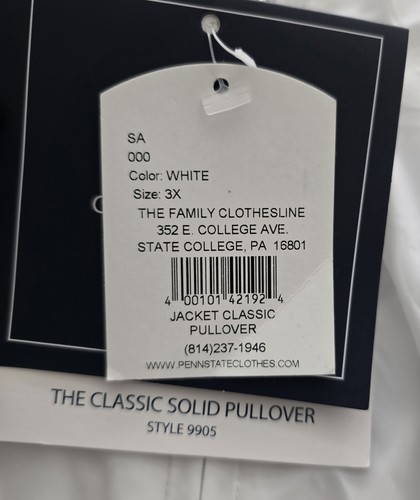 SA
000
Color: WHITE
Size: 3X
THE FAMILY CLOTHESLINE
352 E. COLLEGE AVE.
STATE COLLEGE, PA 16801
4 00101 42192 4
JACKET CLASSIC
PULLOVER
(814)237-1946
WWW.PENNSTATECLOTHES.COM
THE CLASSIC SOLID PULLOVER
STYLE 9905